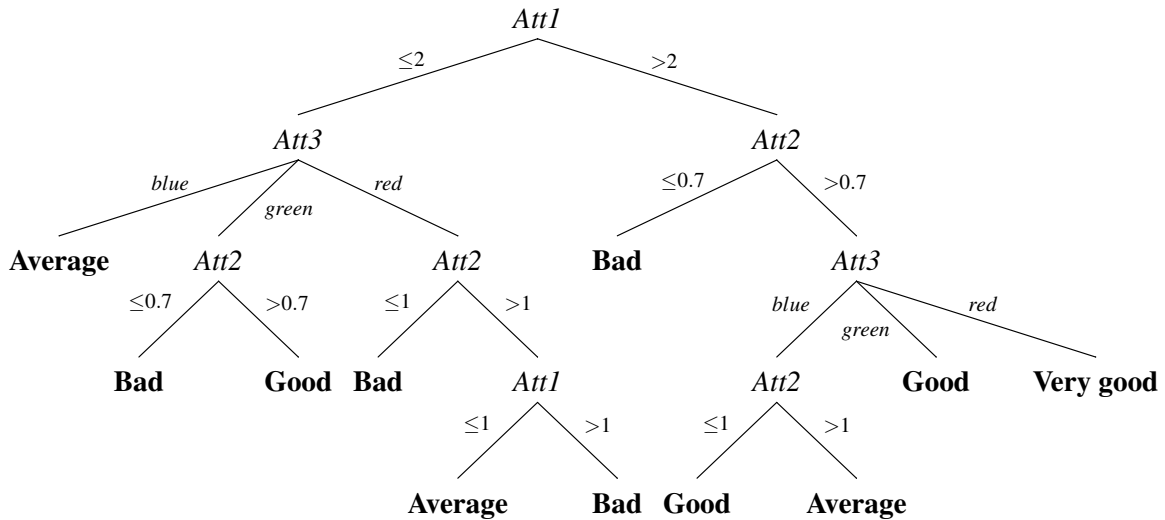 Att1
≤2 >2
Att3 Att2
blue green red ≤0.7 >0.7
Average Att2 Att2 Bad Att3
≤0.7 >0.7 ≤1 >1 blue green red
Bad Good Bad Att1 Att2 Good Very good
≤1 >1 ≤1 >1
Average Bad Good Average